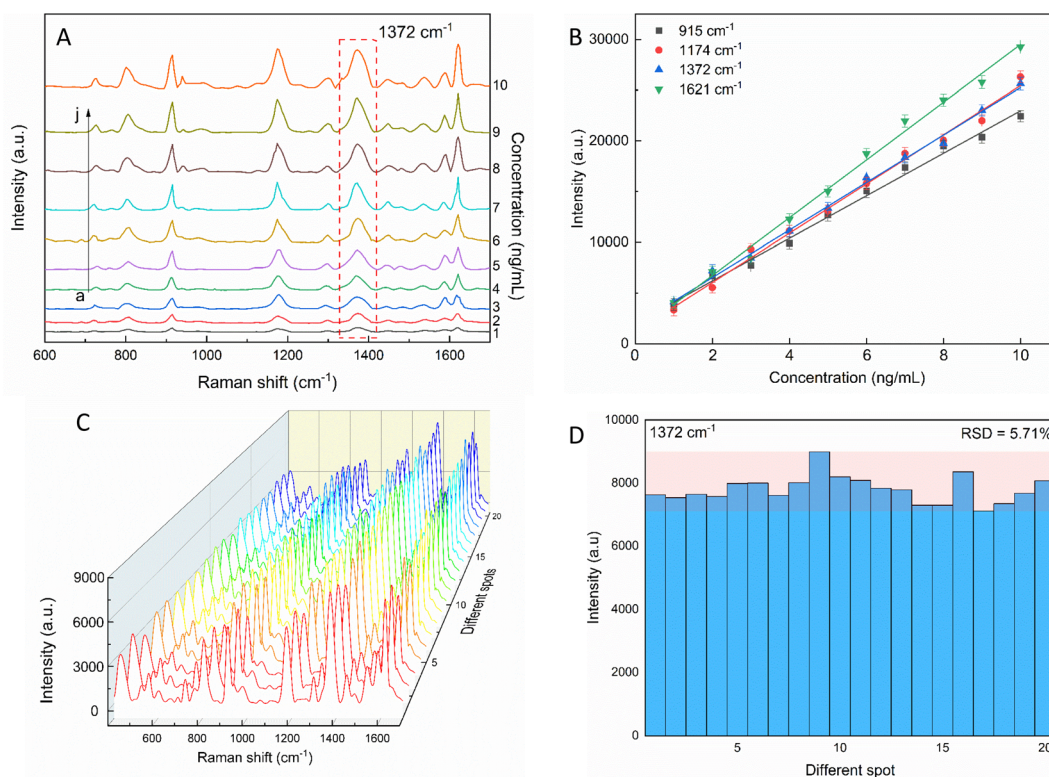 A
1372 cm⁻¹
j
a
10
9
8
7
6
5
4
3
2
1
Intensity (a.u.)
Concentration (ng/mL)
600 800 1000 1200 1400 1600
Raman shift (cm⁻¹)
B
915 cm⁻¹
1174 cm⁻¹
1372 cm⁻¹
1621 cm⁻¹
30000
20000
10000
0
Intensity (a.u.)
0 2 4 6 8 10
Concentration (ng/mL)
C
9000
6000
3000
0
Intensity (a.u.)
600 800 1000 1200 1400 1600
Raman shift (cm⁻¹)
5
10
15
20
Different spots
D
1372 cm⁻¹
RSD = 5.71%
10000
8000
6000
4000
2000
0
Intensity (a.u)
5 10 15 20
Different spot